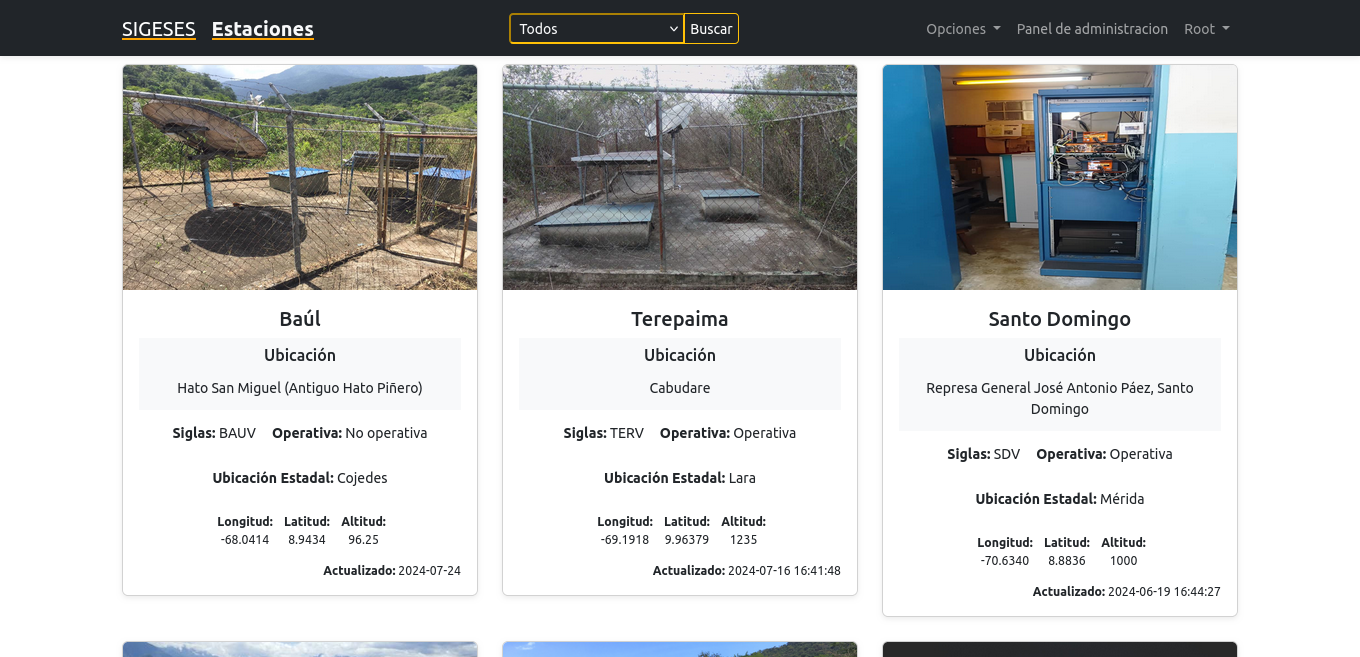 SIGESES Estaciones Todos Buscar Opciones Panel de administracion Root
Baúl
Ubicación
Hato San Miguel (Antiguo Hato Piñero)
Siglas: BAUV Operativa: No operativa
Ubicación Estadal: Cojedes
Longitud: Latitud: Altitud:
-68.0414 8.9434 96.25
Actualizado: 2024-07-24
Terepaima
Ubicación
Cabudare
Siglas: TERV Operativa: Operativa
Ubicación Estadal: Lara
Longitud: Latitud: Altitud:
-69.1918 9.96379 1235
Actualizado: 2024-07-16 16:41:48
Santo Domingo
Ubicación
Represa General José Antonio Páez, Santo
Domingo
Siglas: SDV Operativa: Operativa
Ubicación Estadal: Mérida
Longitud: Latitud: Altitud:
-70.6340 8.8836 1000
Actualizado: 2024-06-19 16:44:27